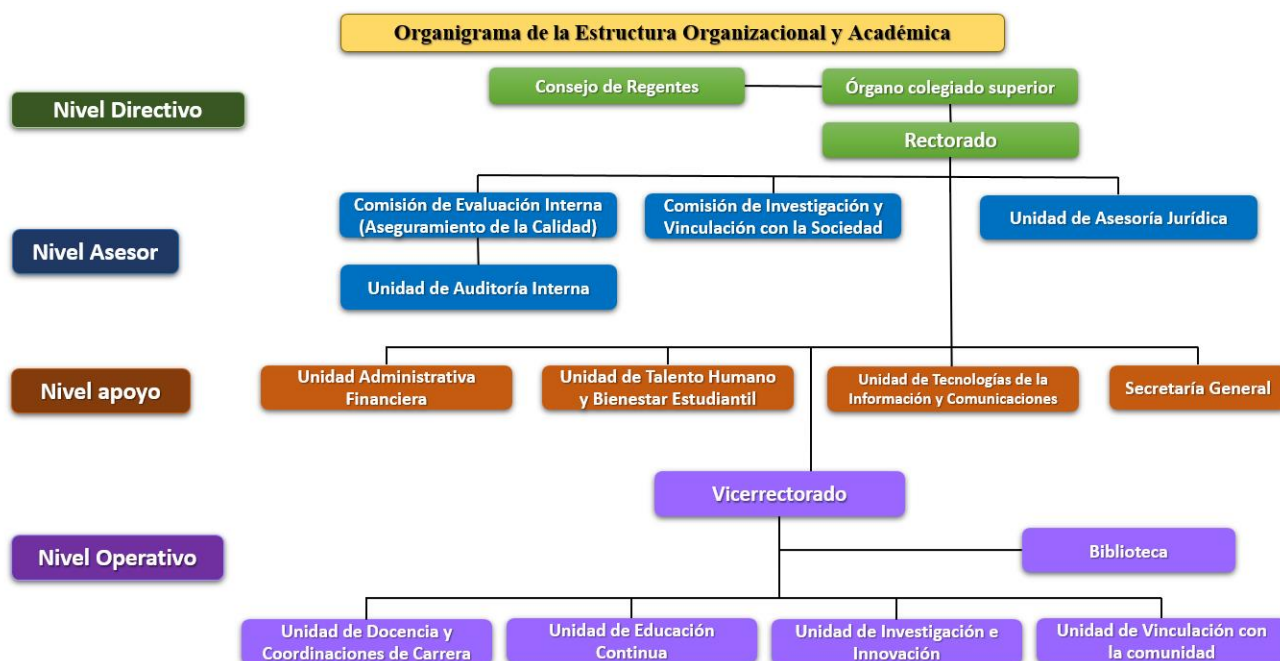 Organigrama de la Estructura Organizacional y Académica
Consejo de Regentes
Órgano colegiado superior
Nivel Directivo
Rectorado
Comisión de Evaluación Interna
(Aseguramiento de la Calidad)
Comisión de Investigación y
Vinculación con la Sociedad
Unidad de Asesoría Jurídica
Nivel Asesor
Unidad de Auditoría Interna
Nivel apoyo
Unidad Administrativa
Financiera
Unidad de Talento Humano
y Bienestar Estudiantil
Unidad de Tecnologías de la
Información y Comunicaciones
Secretaría General
Vicerrectorado
Nivel Operativo
Biblioteca
Unidad de Docencia y
Coordinaciones de Carrera
Unidad de Educación
Continua
Unidad de Investigación e
Innovación
Unidad de Vinculación con
la comunidad